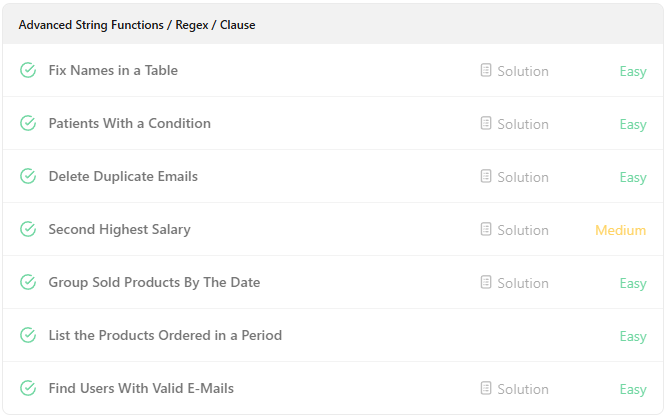 Advanced String Functions / Regex / Clause
Fix Names in a Table Solution Easy
Patients With a Condition Solution Easy
Delete Duplicate Emails Solution Easy
Second Highest Salary Solution Medium
Group Sold Products By The Date Solution Easy
List the Products Ordered in a Period Easy
Find Users With Valid E-Mails Solution Easy